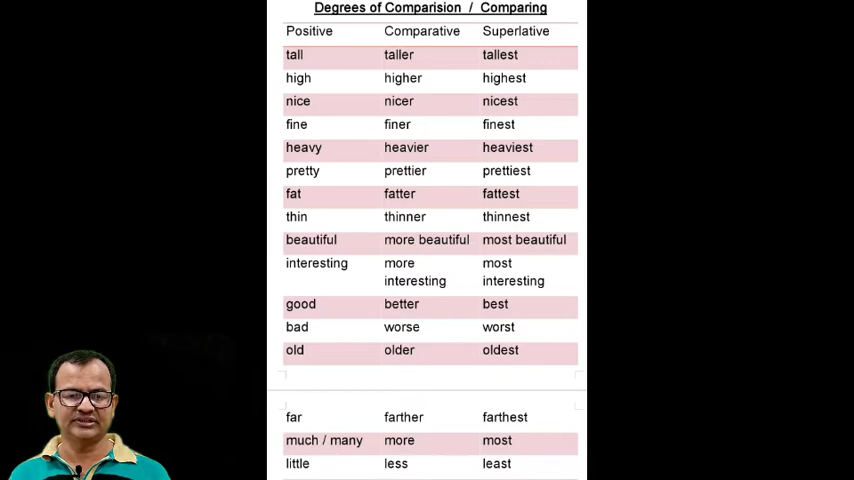 Degrees of Comparision / Comparing
Positive Comparative Superlative
tall taller tallest
high higher highest
nice nicer nicest
fine finer finest
heavy heavier heaviest
pretty prettier prettiest
fat fatter fattest
thin thinner thinnest
beautiful more beautiful most beautiful
interesting more interesting most interesting
good better best
bad worse worst
old older oldest
far farther farthest
much / many more most
little less least